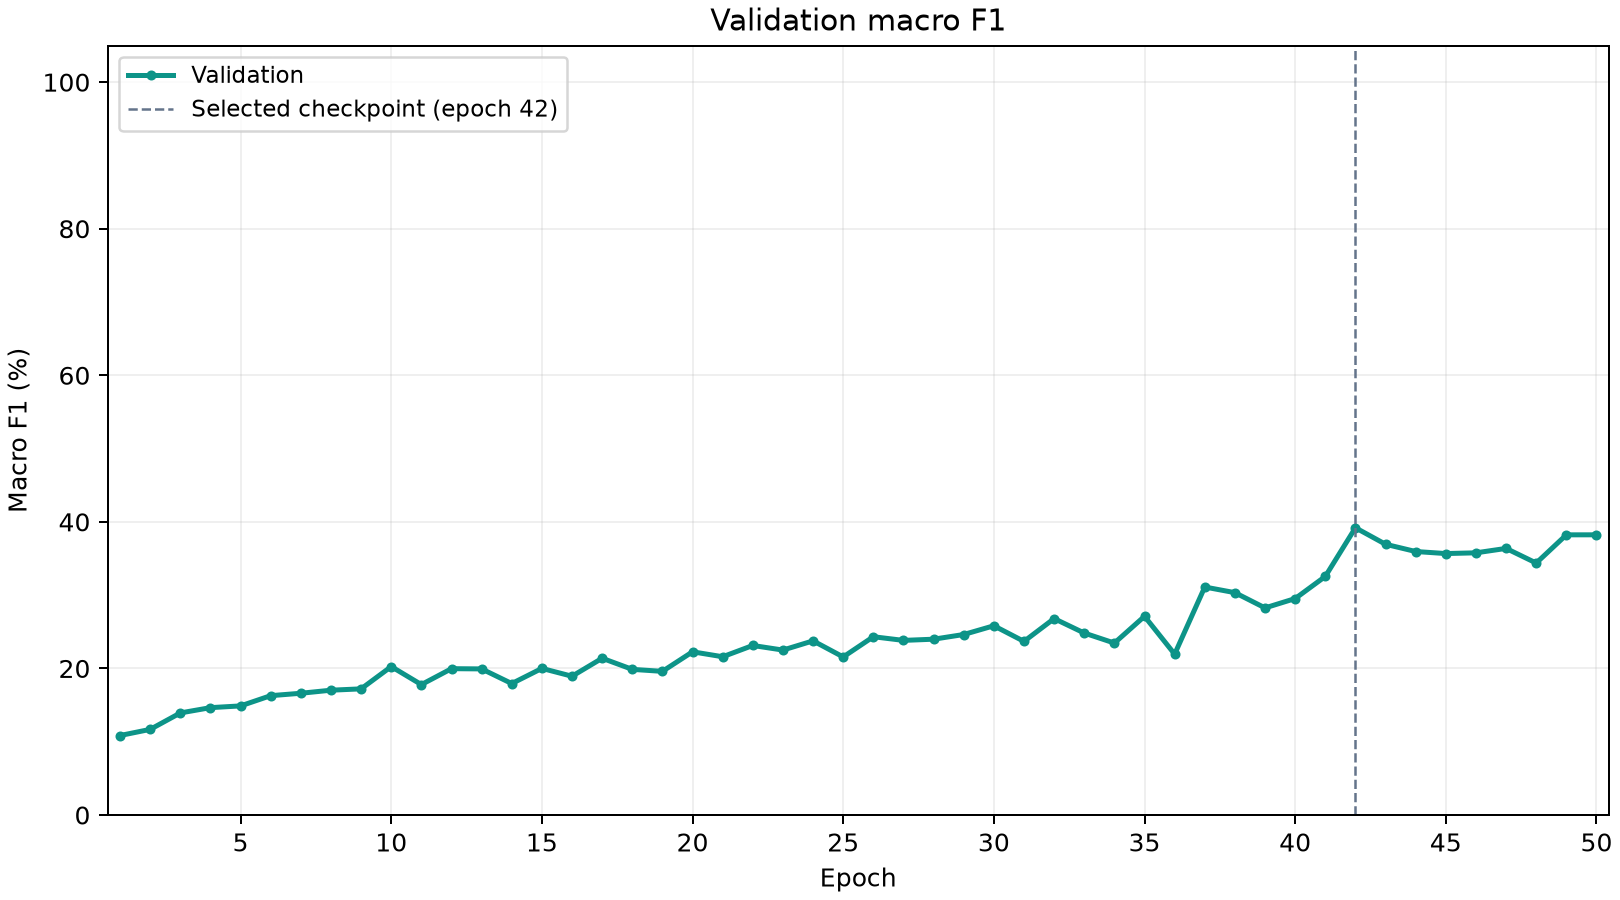 Validation macro F1
Validation
Selected checkpoint (epoch 42)
Macro F1 (%)
100
80
60
40
20
0
5 10 15 20 25 30 35 40 45 50
Epoch